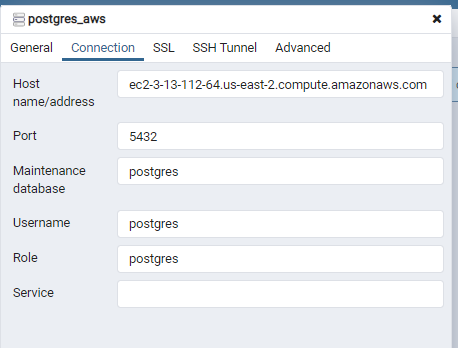 postgres_aws
General Connection SSL SSH Tunnel Advanced
Host name/address ec2-3-13-112-64.us-east-2.compute.amazonaws.com
Port 5432
Maintenance database postgres
Username postgres
Role postgres
Service